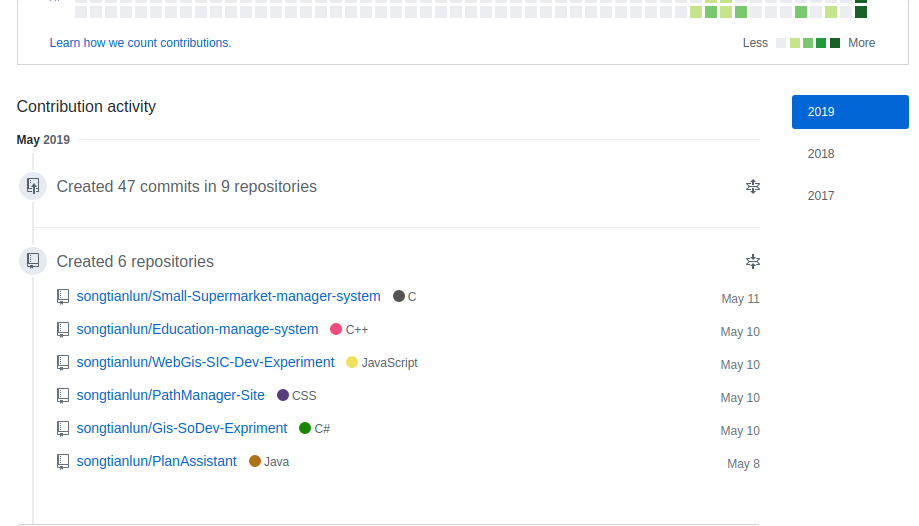 Learn how we count contributions. Less More
Contribution activity
2019
May 2019
2018
Created 47 commits in 9 repositories
2017
Created 6 repositories
songtianlun/Small-Supermarket-manager-system C May 11
songtianlun/Education-manage-system C++ May 10
songtianlun/WebGis-SIC-Dev-Experiment JavaScript May 10
songtianlun/PathManager-Site CSS May 10
songtianlun/Gis-SoDev-Expriment C# May 10
songtianlun/PlanAssistant Java May 8